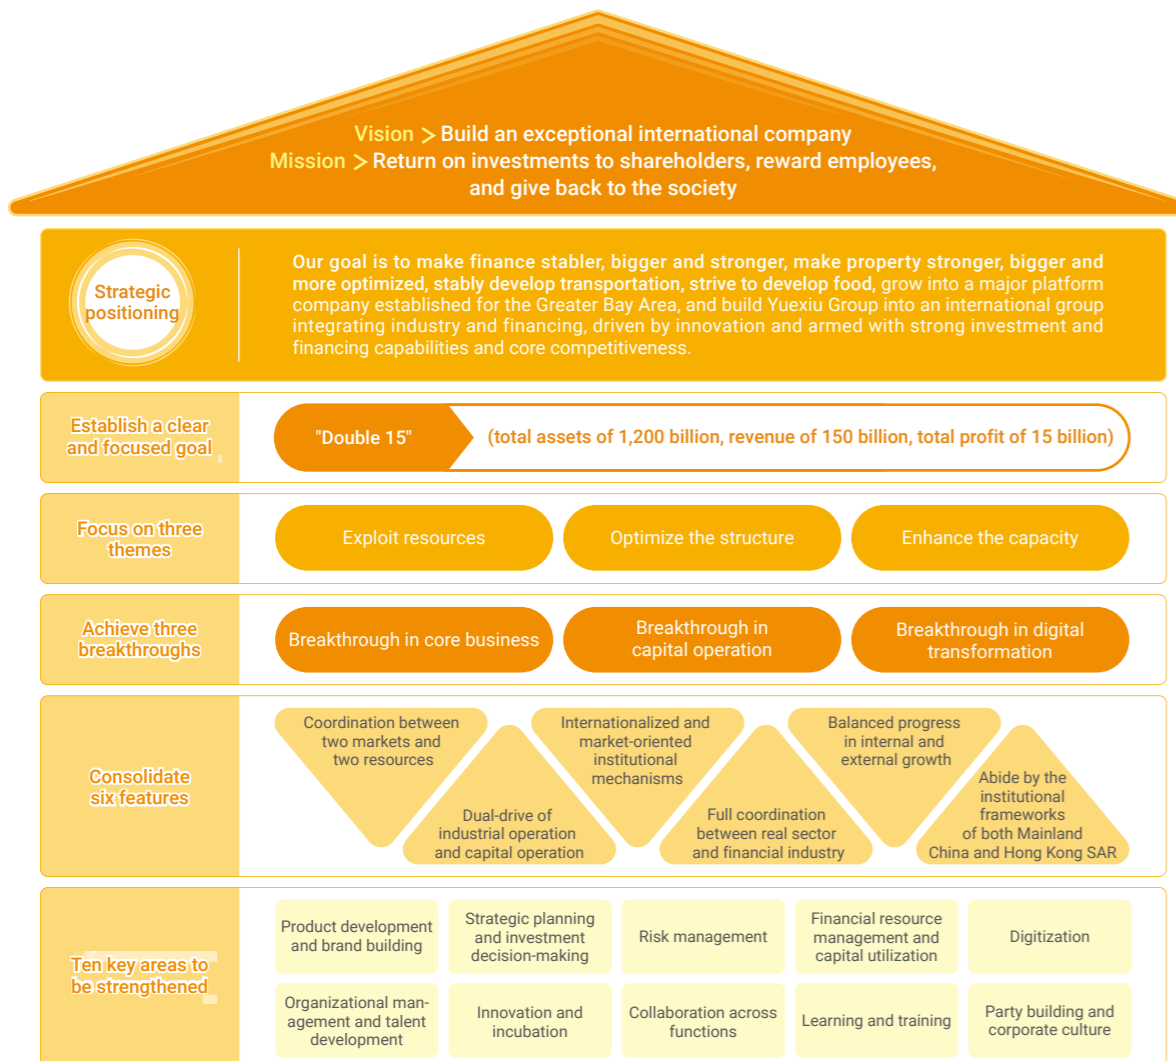 Vision > Build an exceptional international company
Mission > Return on investments to shareholders, reward employees,
and give back to the society
Strategic
positioning
Our goal is to make finance stabler, bigger and stronger, make property stronger, bigger and
more optimized, stably develop transportation, strive to develop food, grow into a major platform
company established for the Greater Bay Area, and build Yuexiu Group into an international group
integrating industry and financing, driven by innovation and armed with strong investment and
financing capabilities and core competitiveness.
Establish a clear
and focused goal
"Double 15"
(total assets of 1,200 billion, revenue of 150 billion, total profit of 15 billion)
Focus on three
themes
Exploit resources
Optimize the structure
Enhance the capacity
Achieve three
breakthroughs
Breakthrough in core business
Breakthrough in
capital operation
Breakthrough in digital
transformation
Consolidate
six features
Coordination between
two markets and
two resources
Dual-drive of
industrial operation
and capital operation
Internationalized and
market-oriented
institutional
mechanisms
Full coordination
between real sector
and financial industry
Balanced progress
in internal and
external growth
Abide by the
institutional
frameworks
of both Mainland
China and Hong Kong SAR
Ten key areas to
be strengthened
Product development
and brand building
Strategic planning
and investment
decision-making
Risk management
Financial resource
management and
capital utilization
Digitization
Organizational man-
agement and talent
development
Innovation and
incubation
Collaboration across
functions
Learning and training
Party building and
corporate culture